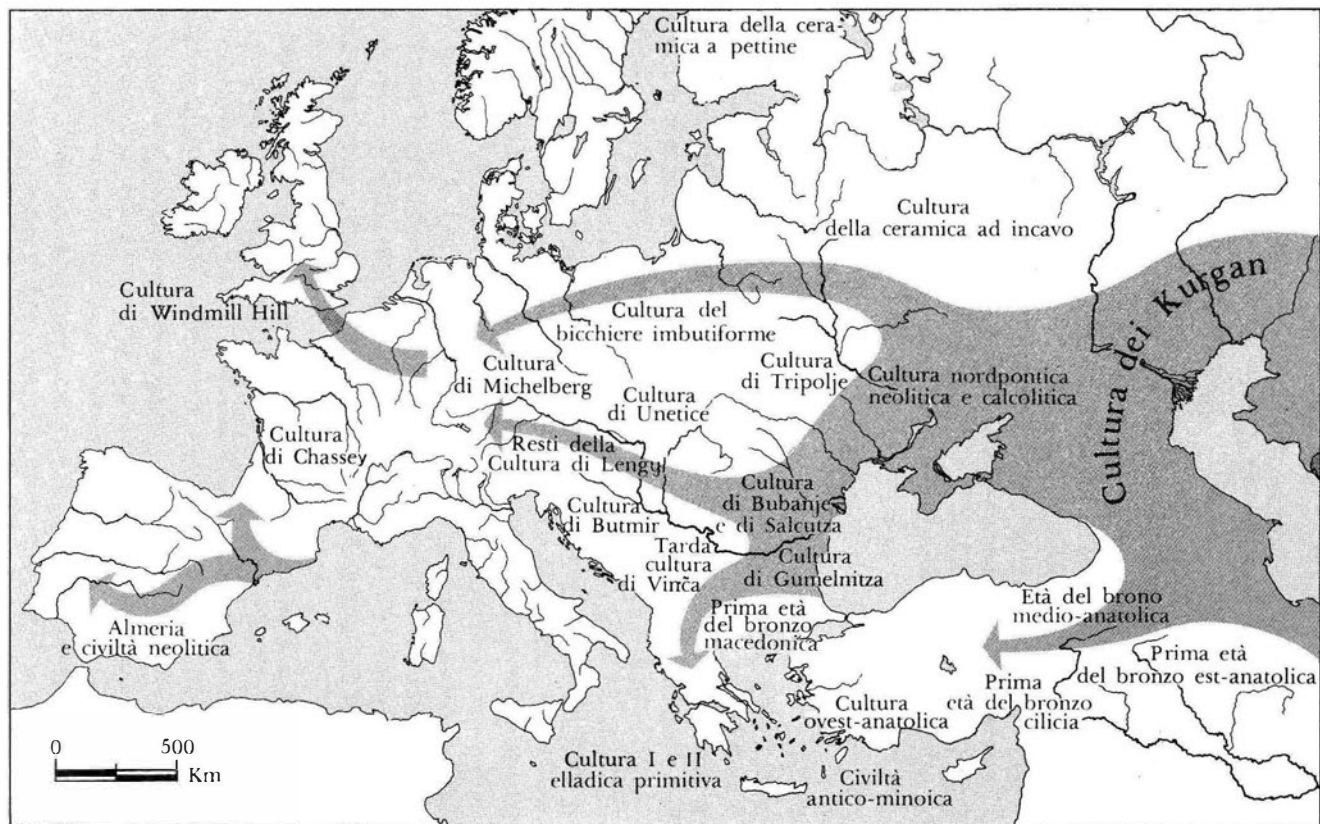 Cultura della cera-
mica a pettine
Cultura
della ceramica ad incavo
Cultura dei Kurgan
Cultura
di Windmill Hill
Cultura del
bicchiere imbutiforme
Cultura
di Michelberg
Cultura
di Tripolje
Cultura nordpontica
neolitica e calcolitica
Cultura
di Unetice
Cultura
di Chassey
Resti della
Cultura di Lengy
Cultura
di Bubanje
e di Salcutza
Cultura
di Butmir
Tarda
cultura
di Vinča
Cultura
di Gumelnitza
Prima età
del bronzo
macedonica
Età del brono
medio-anatolica
Almeria
e civiltà neolitica
Prima età
del bronzo est-anatolica
Prima
età del bronzo
cilicia
Cultura
ovest-anatolica
Cultura I e II
elladica primitiva
Civiltà
antico-minoica
0 500
Km